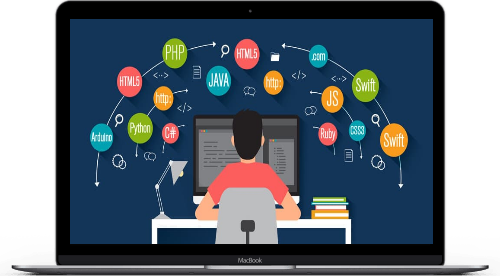 PHP
HTML5
.com
HTML5
JAVA
http:
Swift
http:
JS
Arduino
Python
C#
Ruby
CSS3
Swift
MacBook